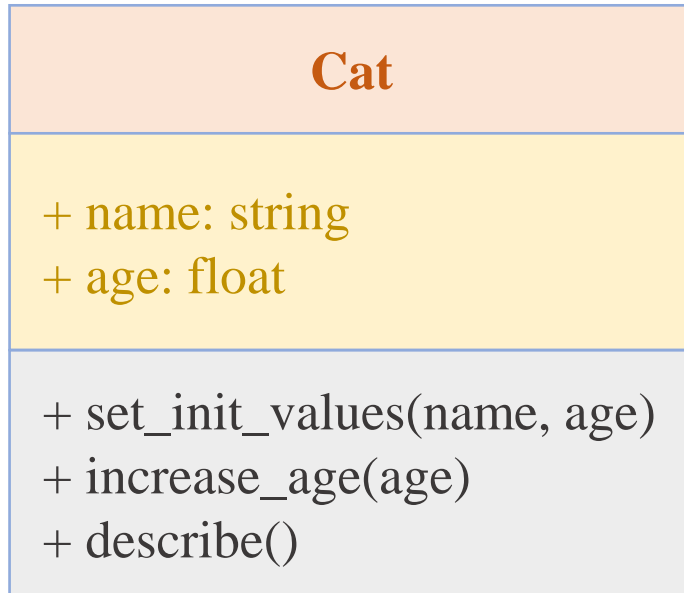 Cat
+ name: string
+ age: float
+ set_init_values(name, age)
+ increase_age(age)
+ describe()